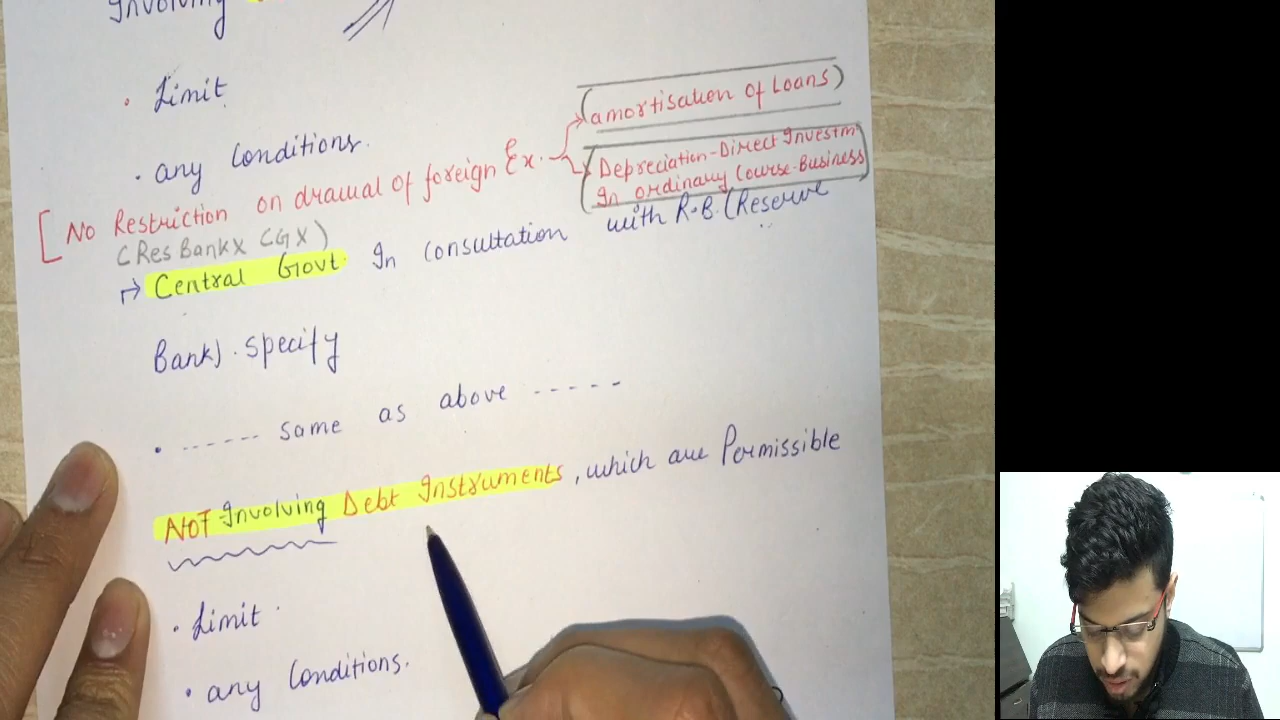 Involving
• Limit
• any Conditions.
[ No Restriction on drawal of foreign Ex.
(amortisation of Loans)
(Depreciation-Direct Investm
In ordinary Course-Business
(Res Bank X CG X)
→ Central Govt. In consultation with R.B. (Reserve
Bank). specify
• ------ same as above -----
NOT Involving Debt Instruments, which are Permissible
• Limit
• any Conditions.